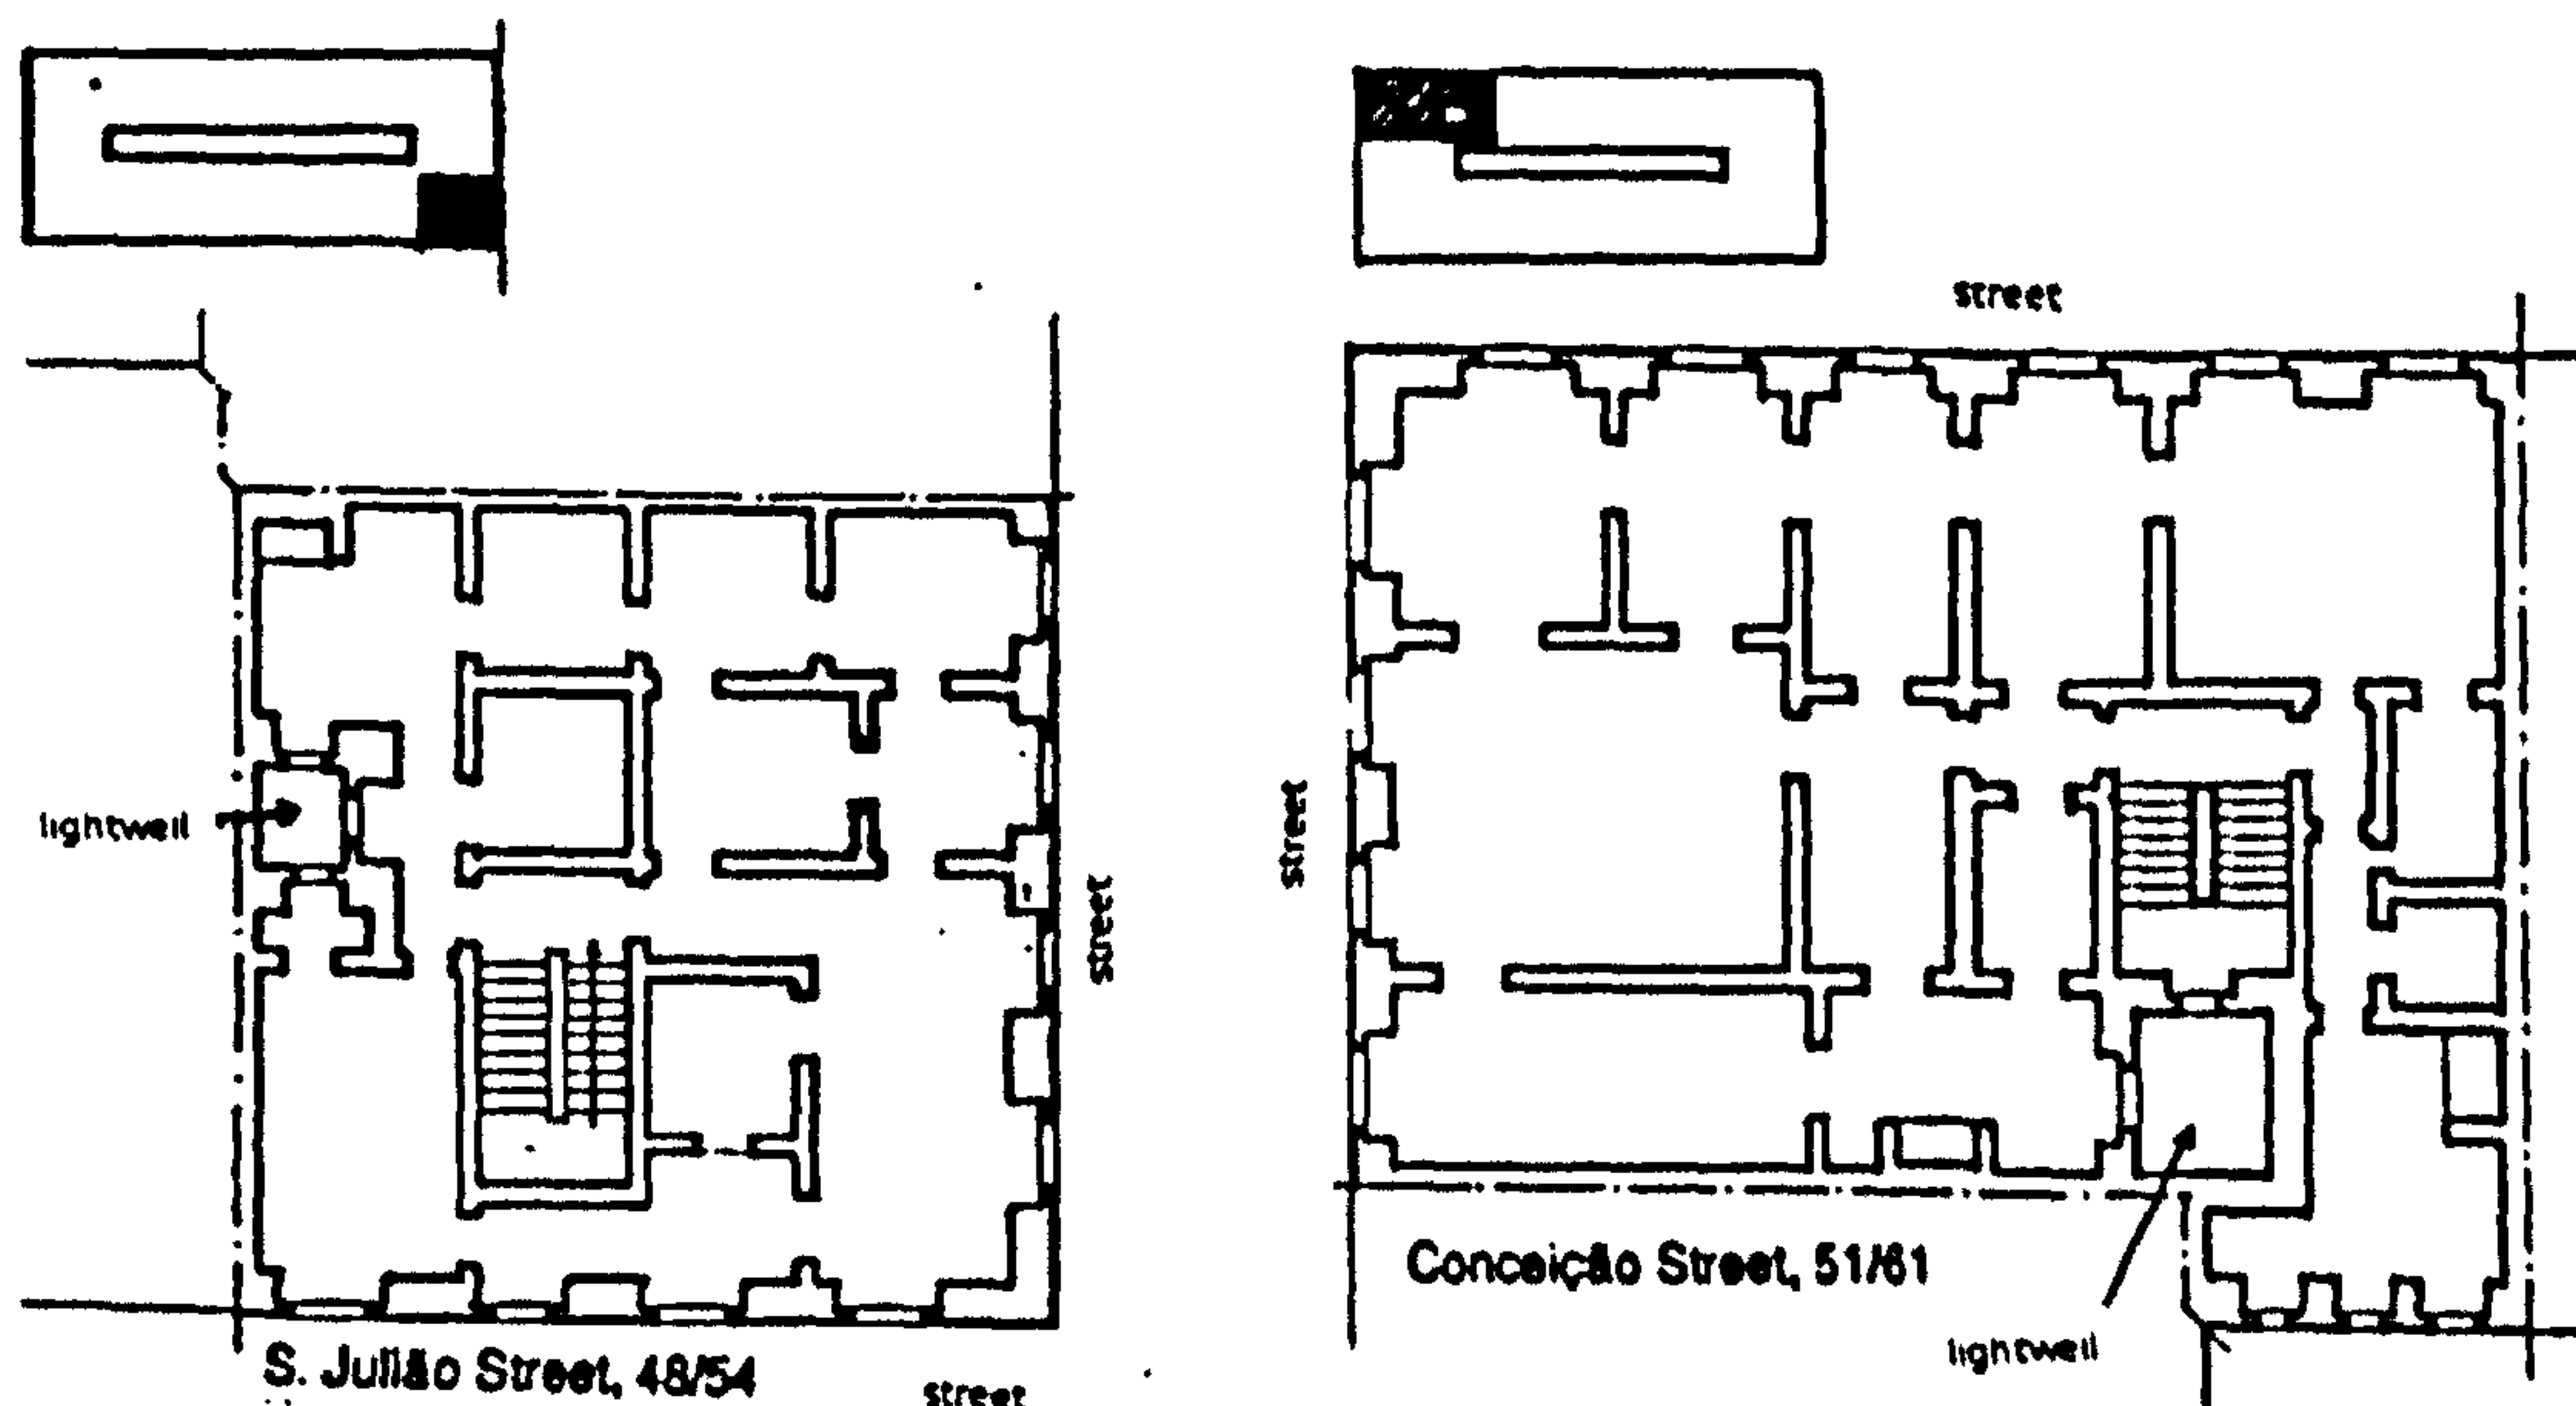 street
lightwell
street
street
S. Julião Street, 48/54
street
Conceição Street, 51/61
lightwell